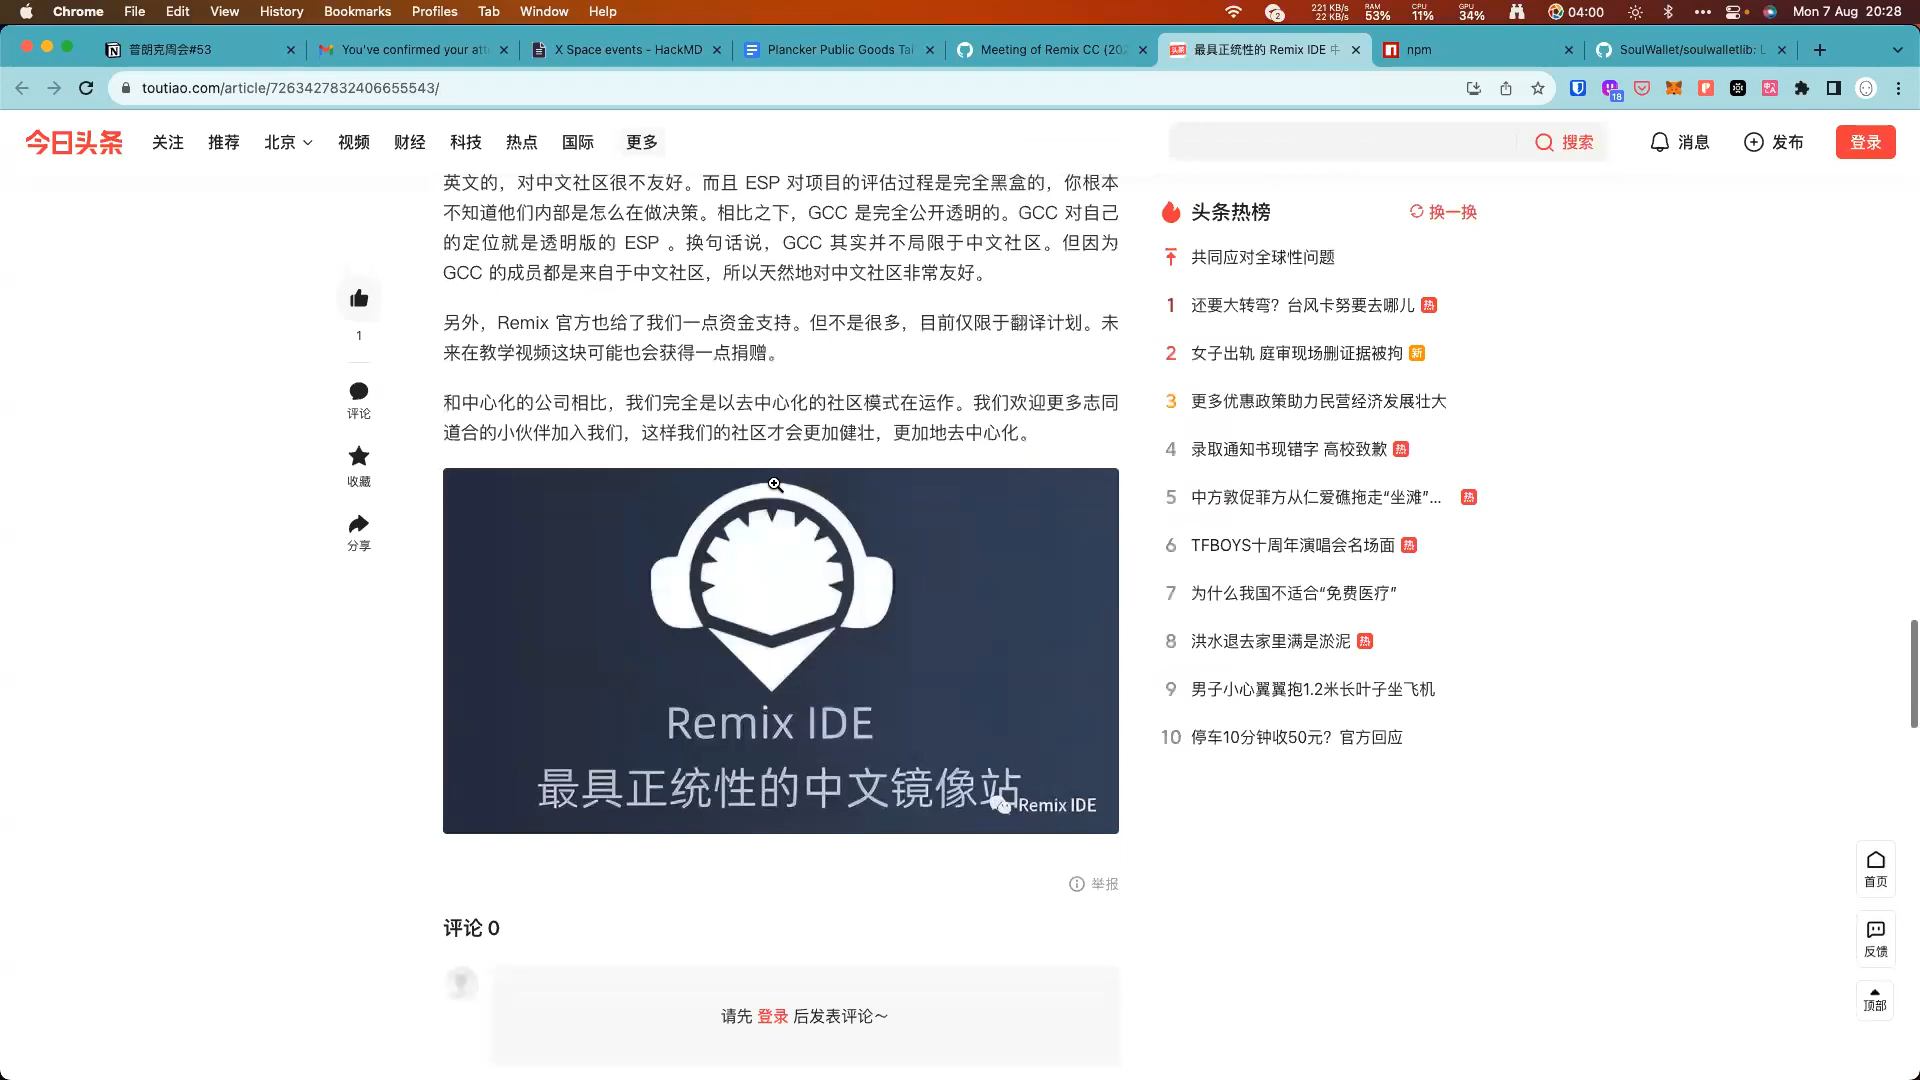 Chrome File Edit View History Bookmarks Profiles Tab Window Help
221 KB/s
22 KB/s
RAM
53%
CPU
11%
GPU
34%
04:00
Mon 7 Aug 20:28
普朗克周会#53
You've confirmed your att
X Space events - HackMD
Plancker Public Goods Tai
Meeting of Remix CC (202
最具正统性的 Remix IDE 中
npm
SoulWallet/soulwalletlib: L
toutiao.com/article/7263427832406655543/
18
今日头条
关注 推荐 北京 视频 财经 科技 热点 国际 更多
搜索
消息
发布
登录
英文的，对中文社区很不友好。而且 ESP 对项目的评估过程是完全黑盒的，你根本
不知道他们内部是怎么在做决策。相比之下，GCC 是完全公开透明的。GCC 对自己
的定位就是透明版的 ESP 。换句话说，GCC 其实并不局限于中文社区。但因为
GCC 的成员都是来自于中文社区，所以天然地对中文社区非常友好。
另外，Remix 官方也给了我们一点资金支持。但不是很多，目前仅限于翻译计划。未
来在教学视频这块可能也会获得一点捐赠。
和中心化的公司相比，我们完全是以去中心化的社区模式在运作。我们欢迎更多志同
道合的小伙伴加入我们，这样我们的社区才会更加健壮，更加地去中心化。
1
评论
收藏
分享
Remix IDE
最具正统性的中文镜像站
Remix IDE
举报
评论 0
请先 登录 后发表评论～
头条热榜
换一换
共同应对全球性问题
1 还要大转弯？台风卡努要去哪儿 热
2 女子出轨 庭审现场删证据被拘 新
3 更多优惠政策助力民营经济发展壮大
4 录取通知书现错字 高校致歉 热
5 中方敦促菲方从仁爱礁拖走“坐滩”... 热
6 TFBOYS十周年演唱会名场面 热
7 为什么我国不适合“免费医疗”
8 洪水退去家里满是淤泥 热
9 男子小心翼翼抱1.2米长叶子坐飞机
10 停车10分钟收50元？官方回应
首页
反馈
顶部